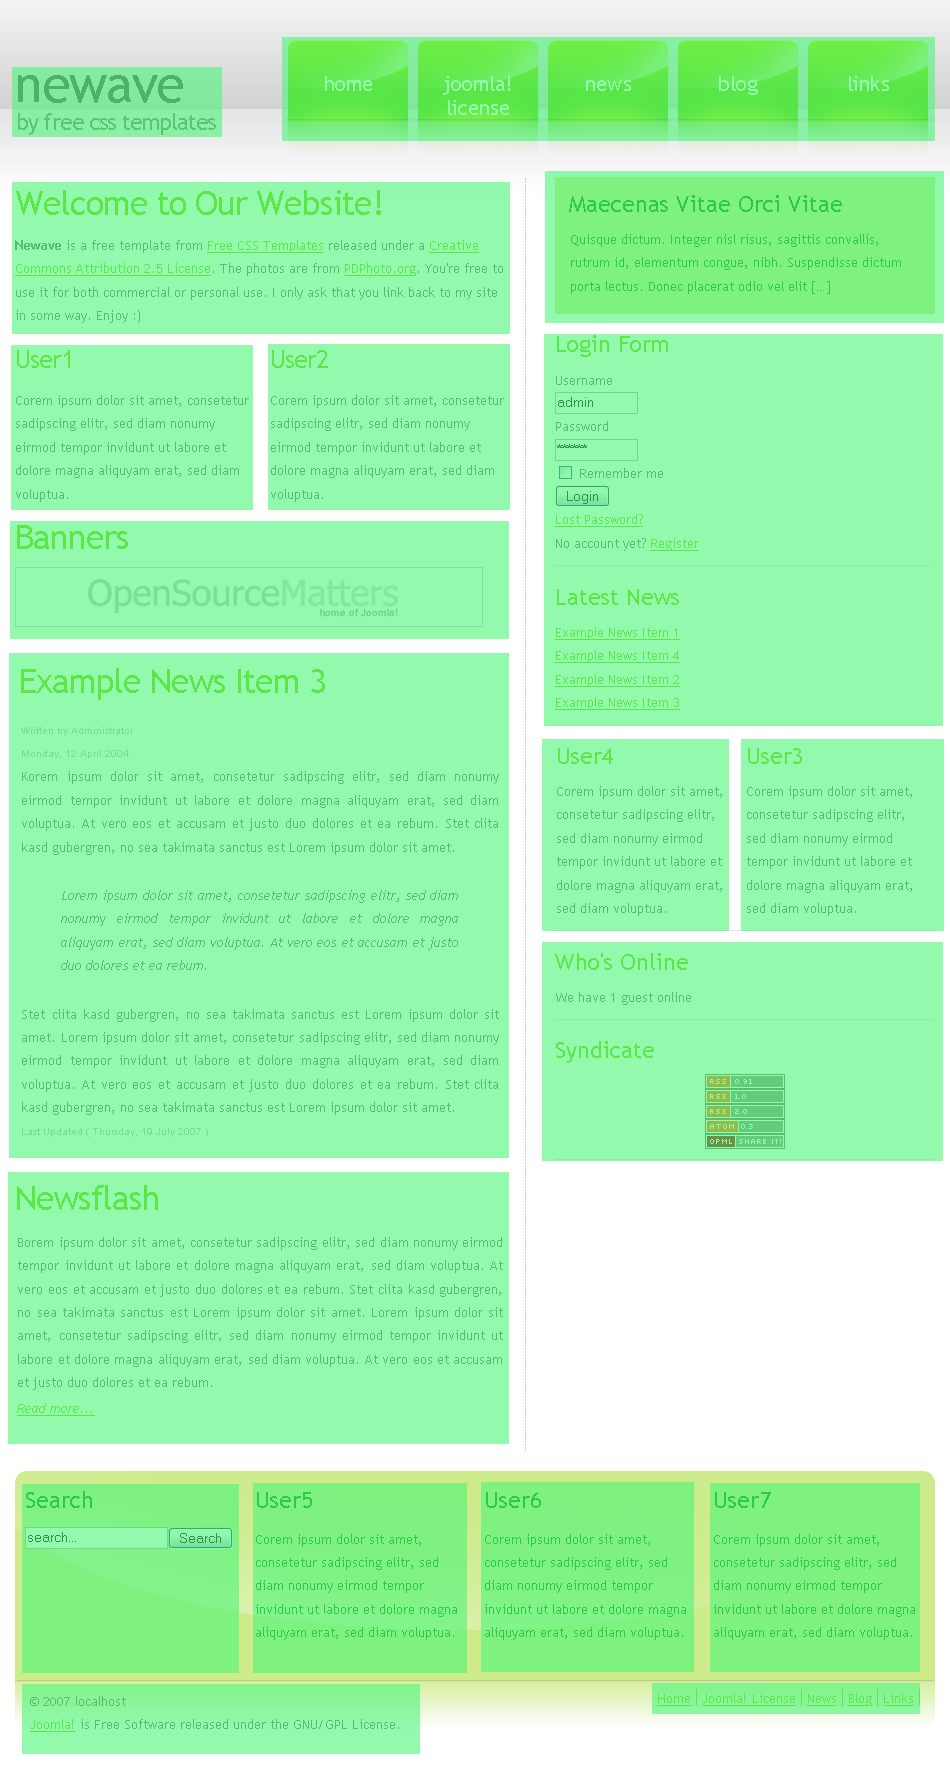 newave
by free css templates
home
joomla!
license
news
blog
links
Welcome to Our Website!
Newave is a free template from Free CSS Templates released under a Creative
Commons Attribution 2.5 License. The photos are from PDPhoto.org. You're free to
use it for both commercial or personal use. I only ask that you link back to my site
in some way. Enjoy :)
User1
Corem ipsum dolor sit amet, consetetur
sadipscing elitr, sed diam nonumy
eirmod tempor invidunt ut labore et
dolore magna aliquyam erat, sed diam
voluptua.
User2
Corem ipsum dolor sit amet, consetetur
sadipscing elitr, sed diam nonumy
eirmod tempor invidunt ut labore et
dolore magna aliquyam erat, sed diam
voluptua.
Banners
OpenSourceMatters
home of Joomla!
Example News Item 3
Written by Administrator
Monday, 12 April 2004
Korem ipsum dolor sit amet, consetetur sadipscing elitr, sed diam nonumy
eirmod tempor invidunt ut labore et dolore magna aliquyam erat, sed diam
voluptua. At vero eos et accusam et justo duo dolores et ea rebum. Stet clita
kasd gubergren, no sea takimata sanctus est Lorem ipsum dolor sit amet.
Lorem ipsum dolor sit amet, consetetur sadipscing elitr, sed diam
nonumy eirmod tempor invidunt ut labore et dolore magna
aliquyam erat, sed diam voluptua. At vero eos et accusam et justo
duo dolores et ea rebum.
Stet clita kasd gubergren, no sea takimata sanctus est Lorem ipsum dolor sit
amet. Lorem ipsum dolor sit amet, consetetur sadipscing elitr, sed diam nonumy
eirmod tempor invidunt ut labore et dolore magna aliquyam erat, sed diam
voluptua. At vero eos et accusam et justo duo dolores et ea rebum. Stet clita
kasd gubergren, no sea takimata sanctus est Lorem ipsum dolor sit amet.
Last Updated ( Thursday, 19 July 2007 )
Newsflash
Borem ipsum dolor sit amet, consetetur sadipscing elitr, sed diam nonumy eirmod
tempor invidunt ut labore et dolore magna aliquyam erat, sed diam voluptua. At
vero eos et accusam et justo duo dolores et ea rebum. Stet clita kasd gubergren,
no sea takimata sanctus est Lorem ipsum dolor sit amet. Lorem ipsum dolor sit
amet, consetetur sadipscing elitr, sed diam nonumy eirmod tempor invidunt ut
labore et dolore magna aliquyam erat, sed diam voluptua. At vero eos et accusam
et justo duo dolores et ea rebum.
Read more...
Maecenas Vitae Orci Vitae
Quisque dictum. Integer nisl risus, sagittis convallis,
rutrum id, elementum congue, nibh. Suspendisse dictum
porta lectus. Donec placerat odio vel elit [...]
Login Form
Username
admin
Password
******
Remember me
Login
Lost Password?
No account yet? Register
Latest News
Example News Item 1
Example News Item 4
Example News Item 2
Example News Item 3
User4
Corem ipsum dolor sit amet,
consetetur sadipscing elitr,
sed diam nonumy eirmod
tempor invidunt ut labore et
dolore magna aliquyam erat,
sed diam voluptua.
User3
Corem ipsum dolor sit amet,
consetetur sadipscing elitr,
sed diam nonumy eirmod
tempor invidunt ut labore et
dolore magna aliquyam erat,
sed diam voluptua.
Who's Online
We have 1 guest online
Syndicate
RSS 0.91
RSS 1.0
RSS 2.0
ATOM 0.3
OPML SHARE IT!
Search
search...
Search
User5
Corem ipsum dolor sit amet,
consetetur sadipscing elitr, sed
diam nonumy eirmod tempor
invidunt ut labore et dolore magna
aliquyam erat, sed diam voluptua.
User6
Corem ipsum dolor sit amet,
consetetur sadipscing elitr, sed
diam nonumy eirmod tempor
invidunt ut labore et dolore magna
aliquyam erat, sed diam voluptua.
User7
Corem ipsum dolor sit amet,
consetetur sadipscing elitr, sed
diam nonumy eirmod tempor
invidunt ut labore et dolore magna
aliquyam erat, sed diam voluptua.
© 2007 localhost
Joomla! is Free Software released under the GNU/GPL License.
Home | Joomla! License | News | Blog | Links |